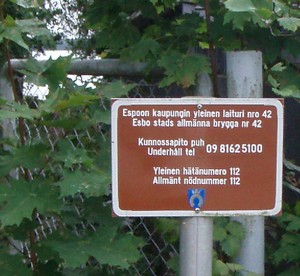 Espoon kaupungin yleinen laituri nro 42
Esbo stads allmänna brygga nr 42
Kunnossapito puh
Underhåll tel 09 8162 5100
Yleinen hätänumero 112
Allmänt nödnummer 112